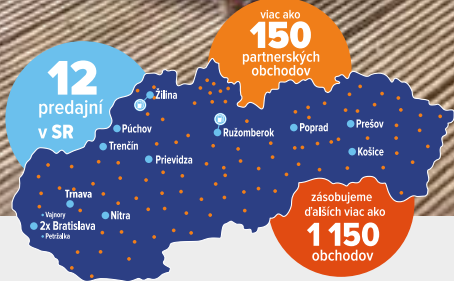 12
predajní
v SR
viac ako
150
partnerských
obchodov
Žilina
Púchov
Ružomberok
Poprad
Prešov
Trenčín
Prievidza
Košice
Trnava
• Vajnory
2x Bratislava
• Petržalka
Nitra
zásobujeme
ďalších viac ako
1 150
obchodov